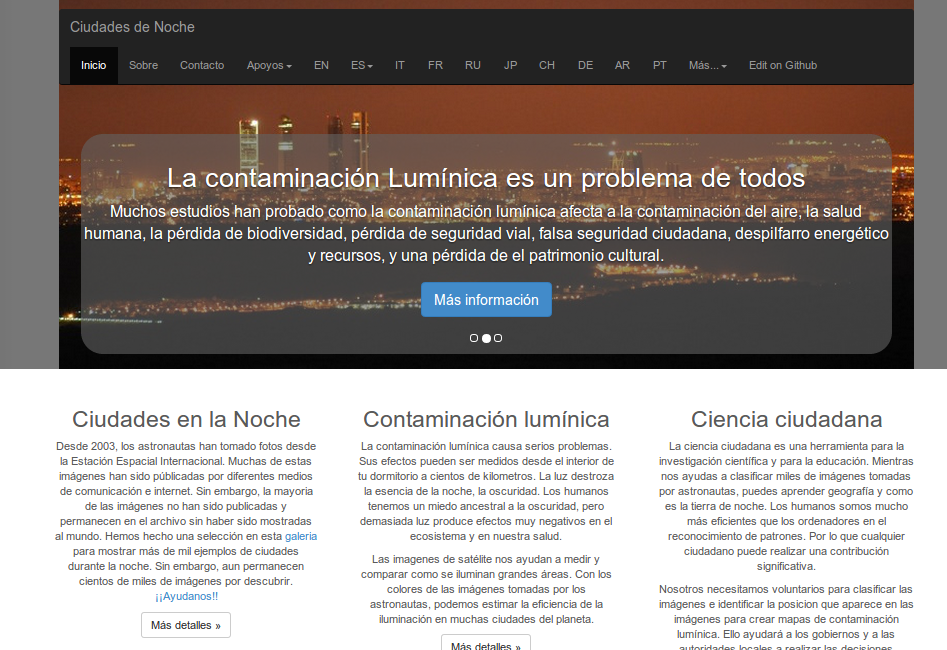 Ciudades de Noche
Inicio Sobre Contacto Apoyos EN ES IT FR RU JP CH DE AR PT Más... Edit on Github
La contaminación Lumínica es un problema de todos
Muchos estudios han probado como la contaminación lumínica afecta a la contaminación del aire, la salud
humana, la pérdida de biodiversidad, pérdida de seguridad vial, falsa seguridad ciudadana, despilfarro energético
y recursos, y una pérdida de el patrimonio cultural.
Más información
Ciudades en la Noche
Desde 2003, los astronautas han tomado fotos desde
la Estación Espacial Internacional. Muchas de estas
imágenes han sido públicadas por diferentes medios
de comunicación e internet. Sin embargo, la mayoria
de las imágenes no han sido publicadas y
permanecen en el archivo sin haber sido mostradas
al mundo. Hemos hecho una selección en esta galeria
para mostrar más de mil ejemplos de ciudades
durante la noche. Sin embargo, aun permanecen
cientos de miles de imágenes por descubrir.
¡¡Ayudanos!!
Más detalles »
Contaminación lumínica
La contaminación lumínica causa serios problemas.
Sus efectos pueden ser medidos desde el interior de
tu dormitorio a cientos de kilometros. La luz destroza
la esencia de la noche, la oscuridad. Los humanos
tenemos un miedo ancestral a la oscuridad, pero
demasiada luz produce efectos muy negativos en el
ecosistema y en nuestra salud.
Las imagenes de satélite nos ayudan a medir y
comparar como se iluminan grandes áreas. Con los
colores de las imágenes tomadas por los
astronautas, podemos estimar la eficiencia de la
iluminación en muchas ciudades del planeta.
Más detalles »
Ciencia ciudadana
La ciencia ciudadana es una herramienta para la
investigación científica y para la educación. Mientras
nos ayudas a clasificar miles de imágenes tomadas
por astronautas, puedes aprender geografía y como
es la tierra de noche. Los humanos somos mucho
más eficientes que los ordenadores en el
reconocimiento de patrones. Por lo que cualquier
ciudadano puede realizar una contribución
significativa.
Nosotros necesitamos voluntarios para clasificar las
imágenes e identificar la posicion que aparece en las
imágenes para crear mapas de contaminación
lumínica. Ello ayudará a los gobiernos y a las
autoridades locales a realizar las decisiones